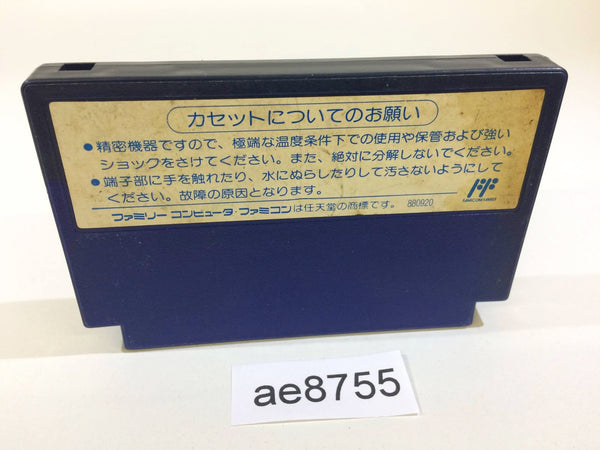 カセットについてのお願い
●精密機器ですので、極端な温度条件下での使用や保管および強い
ショックをさけてください。また、絶対に分解しないでください。
●端子部に手を触れたり、水にぬらしたりして汚さないようにして
ください。故障の原因となります。
ファミリー コンピュータ・ファミコンは任天堂の商標です。 880920
FAMICOM FAMILY
ae8755